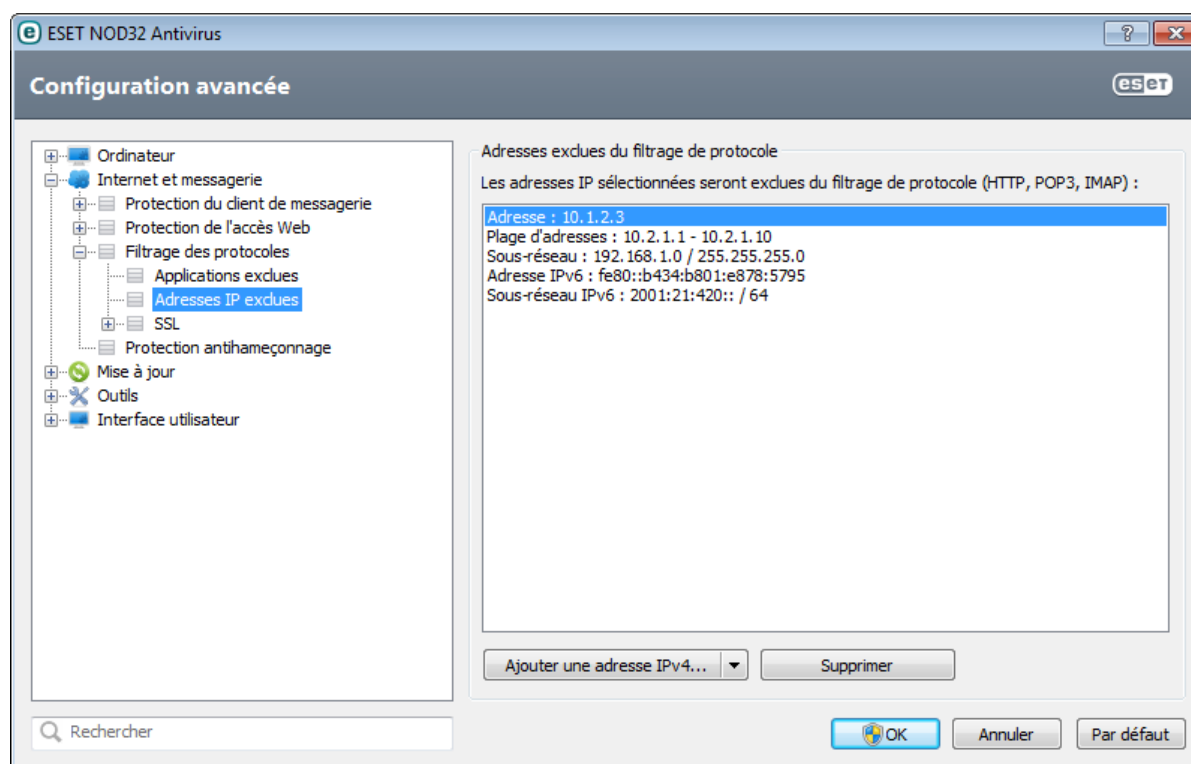 ESET NOD32 Antivirus
?
Configuration avancée
eseT
Ordinateur
Internet et messagerie
Protection du client de messagerie
Protection de l'accès Web
Filtrage des protocoles
Applications exclues
Adresses IP exclues
SSL
Protection antihameçonnage
Mise à jour
Outils
Interface utilisateur
Adresses exclues du filtrage de protocole
Les adresses IP sélectionnées seront exclues du filtrage de protocole (HTTP, POP3, IMAP) :
Adresse : 10.1.2.3
Plage d'adresses : 10.2.1.1 - 10.2.1.10
Sous-réseau : 192.168.1.0 / 255.255.255.0
Adresse IPv6 : fe80::b434:b801:e878:5795
Sous-réseau IPv6 : 2001:21:420:: / 64
Ajouter une adresse IPv4...
Supprimer
Rechercher
OK
Annuler
Par défaut